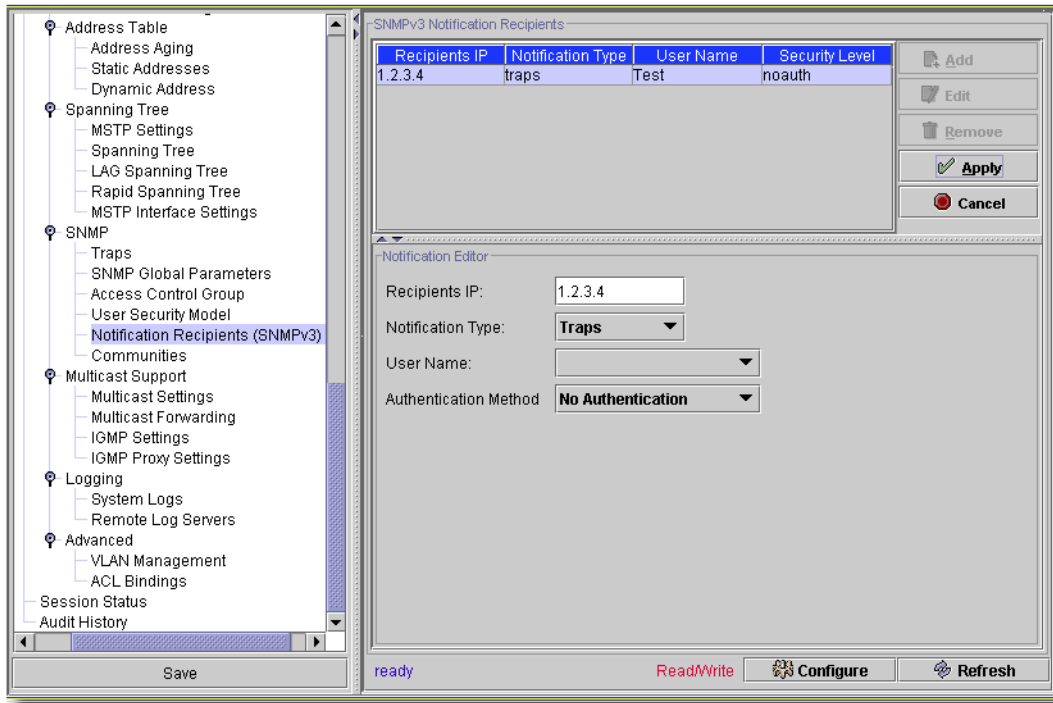 Address Table
Address Aging
Static Addresses
Dynamic Address
Spanning Tree
MSTP Settings
Spanning Tree
LAG Spanning Tree
Rapid Spanning Tree
MSTP Interface Settings
SNMP
Traps
SNMP Global Parameters
Access Control Group
User Security Model
Notification Recipients (SNMPv3)
Communities
Multicast Support
Multicast Settings
Multicast Forwarding
IGMP Settings
IGMP Proxy Settings
Logging
System Logs
Remote Log Servers
Advanced
VLAN Management
ACL Bindings
Session Status
Audit History
Save
SNMPv3 Notification Recipients
Recipients IP Notification Type User Name Security Level
1.2.3.4 traps Test noauth
Add
Edit
Remove
Apply
Cancel
Notification Editor
Recipients IP: 1.2.3.4
Notification Type: Traps
User Name:
Authentication Method No Authentication
ready Read/Write Configure Refresh